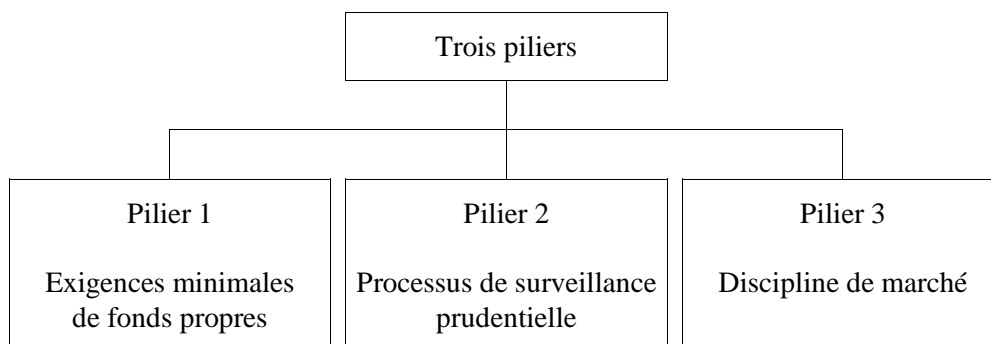 Trois piliers
Pilier 1
Exigences minimales
de fonds propres
Pilier 2
Processus de surveillance
prudentielle
Pilier 3
Discipline de marché